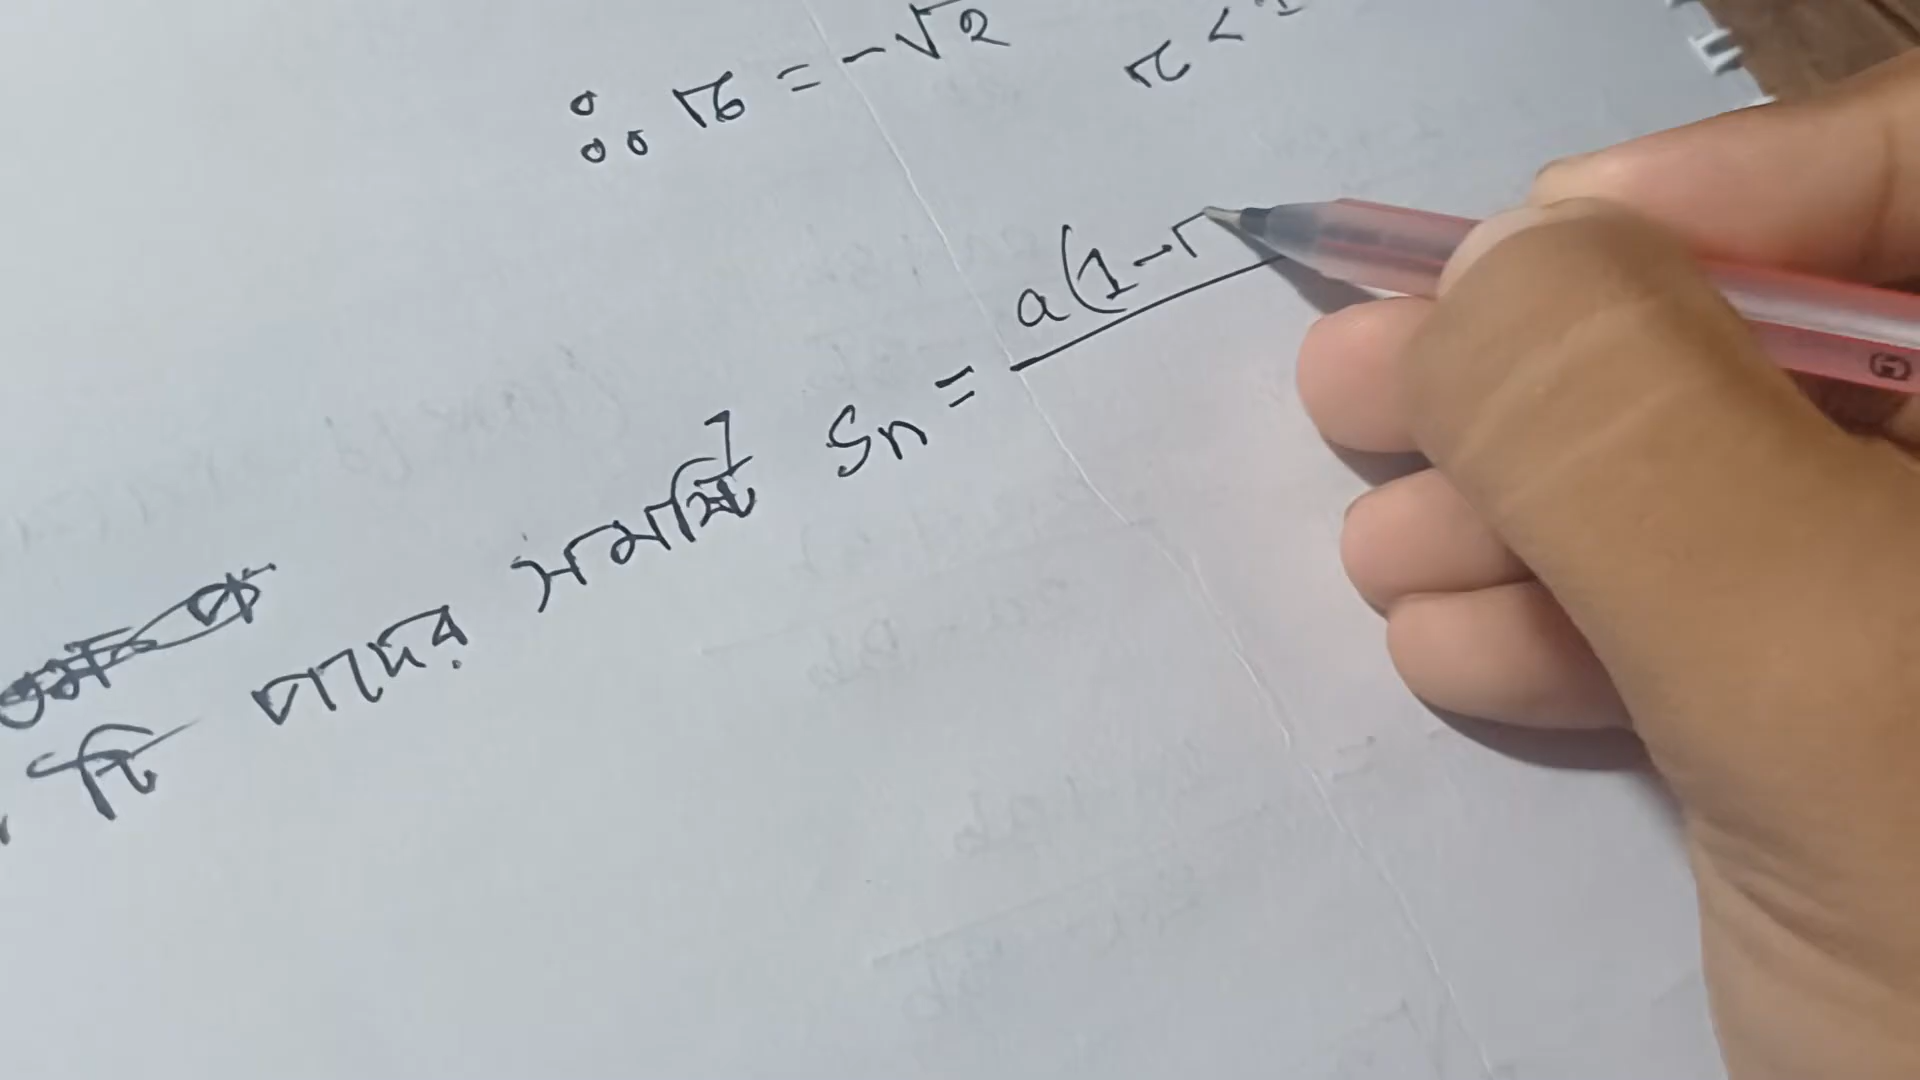 ∴ r = -√2
r < 1
টি পদের সমষ্টি Sn = a(1-r